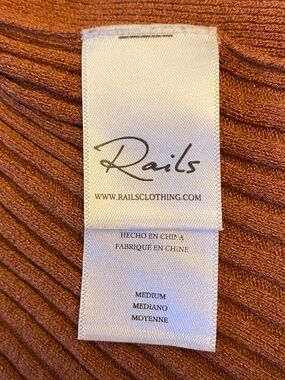 Rails
WWW.RAILSCLOTHING.COM
HECHO EN CHINA
FABRIQUÉ EN CHINE
MEDIUM
MEDIANO
MOYENNE